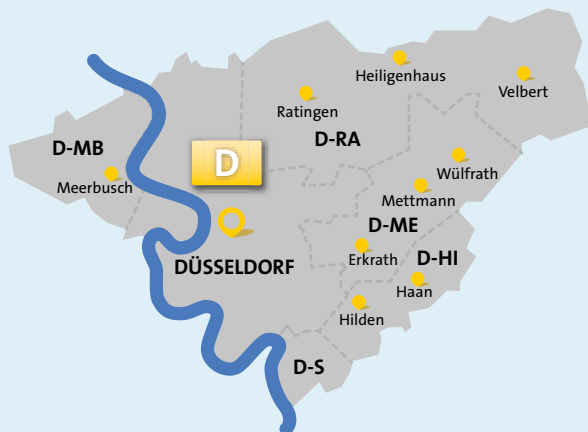 Heiligenhaus
Velbert
Ratingen
D-RA
D-MB
D
Meerbusch
Wülfrath
Mettmann
D-ME
Erkrath
D-HI
DÜSSELDORF
Haan
Hilden
D-S